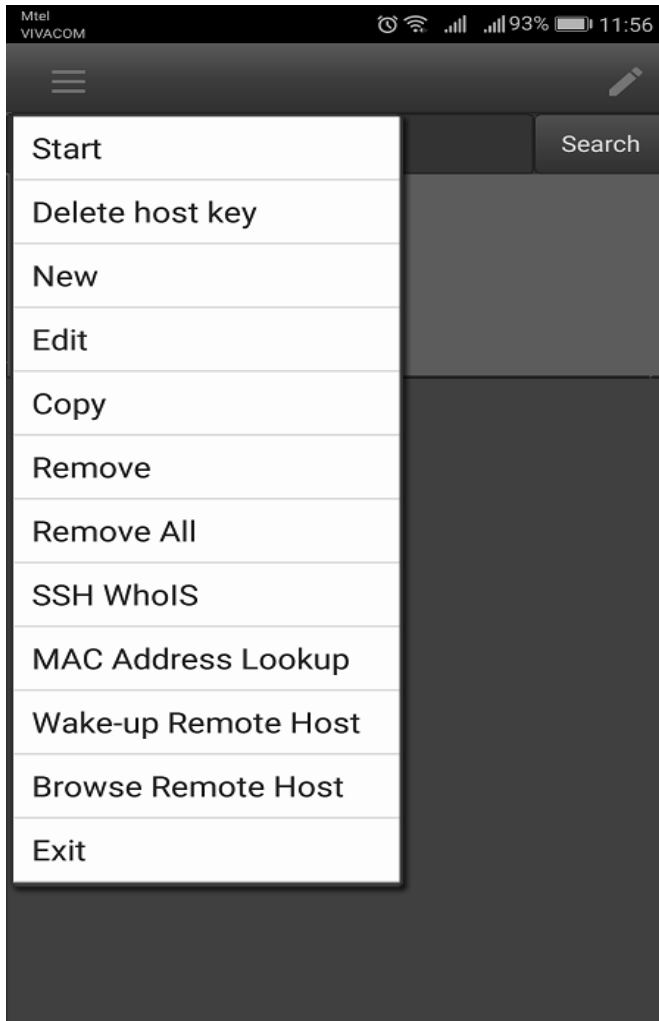 Mtel
VIVACOM
93% 11:56
Search
Start
Delete host key
New
Edit
Copy
Remove
Remove All
SSH WhoIS
MAC Address Lookup
Wake-up Remote Host
Browse Remote Host
Exit